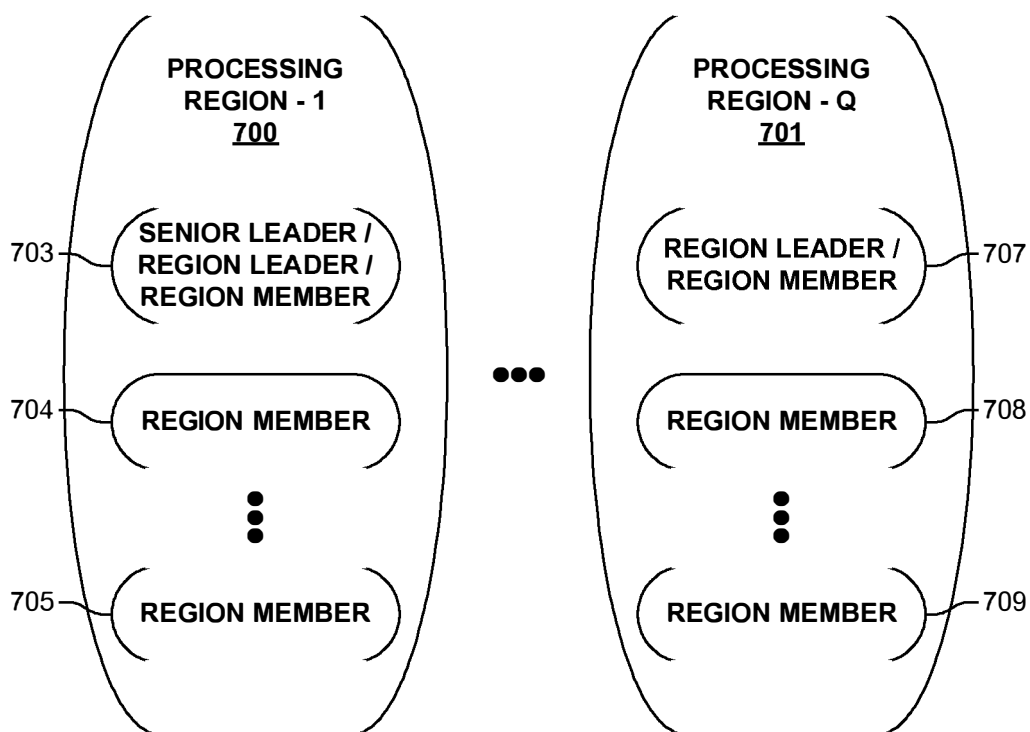 PROCESSING
REGION - 1
700
PROCESSING
REGION - Q
701
703
SENIOR LEADER /
REGION LEADER /
REGION MEMBER
REGION LEADER /
REGION MEMBER
707
704
REGION MEMBER
REGION MEMBER
708
705
REGION MEMBER
REGION MEMBER
709